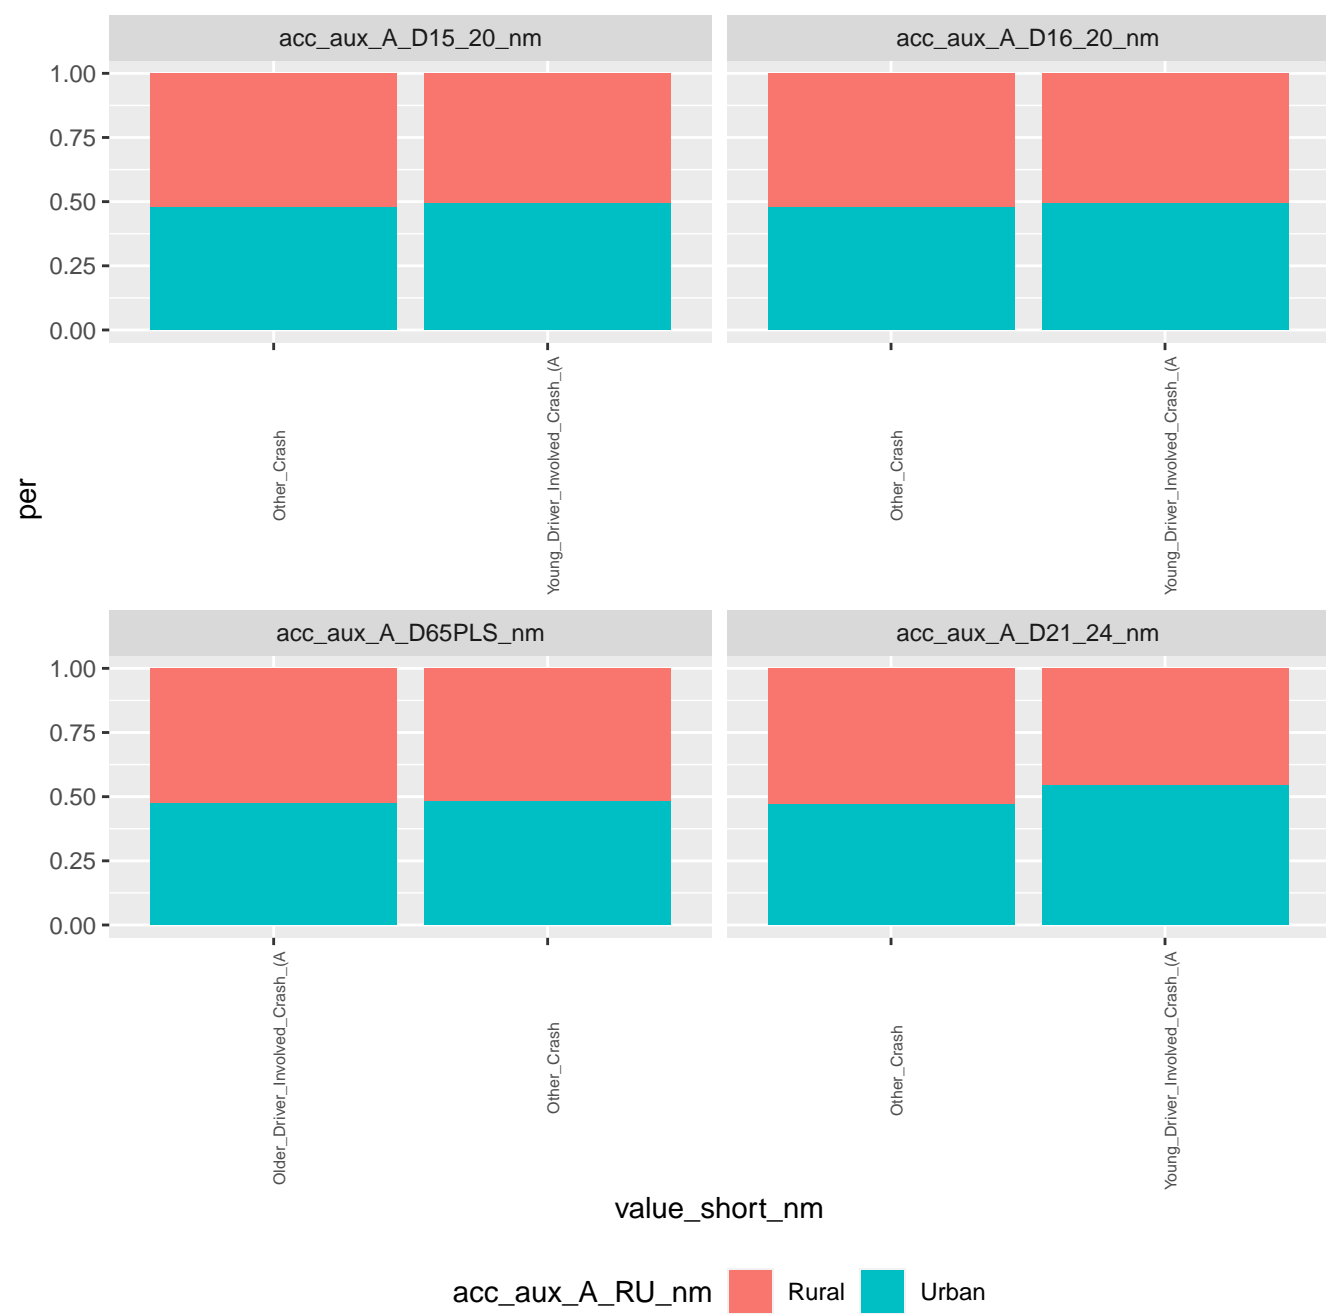 acc_aux_A_D15_20_nm
acc_aux_A_D16_20_nm
1.00
0.75
0.50
0.25
0.00
Other_Crash
Young_Driver_Involved_Crash_(A
Other_Crash
Young_Driver_Involved_Crash_(A
per
acc_aux_A_D65PLS_nm
acc_aux_A_D21_24_nm
1.00
0.75
0.50
0.25
0.00
Older_Driver_Involved_Crash_(A
Other_Crash
Other_Crash
Young_Driver_Involved_Crash_(A
value_short_nm
acc_aux_A_RU_nm Rural Urban